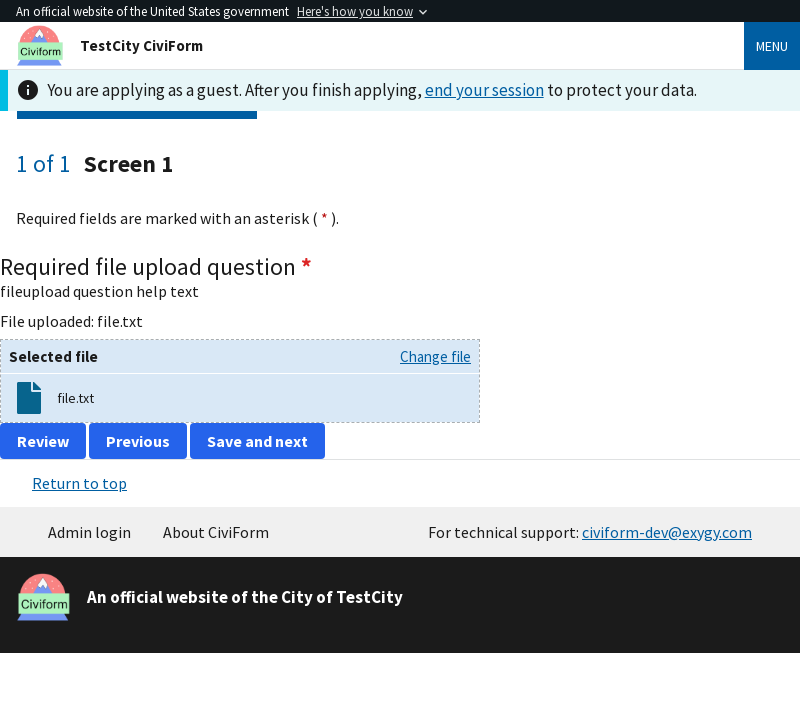 An official website of the United States government Here's how you know
Civiform TestCity CiviForm MENU
You are applying as a guest. After you finish applying, end your session to protect your data.
1 of 1 Screen 1
Required fields are marked with an asterisk ( * ).
Required file upload question *
fileupload question help text
File uploaded: file.txt
Selected file Change file
file.txt
Review Previous Save and next
Return to top
Admin login About CiviForm For technical support: civiform-dev@exygy.com
Civiform An official website of the City of TestCity